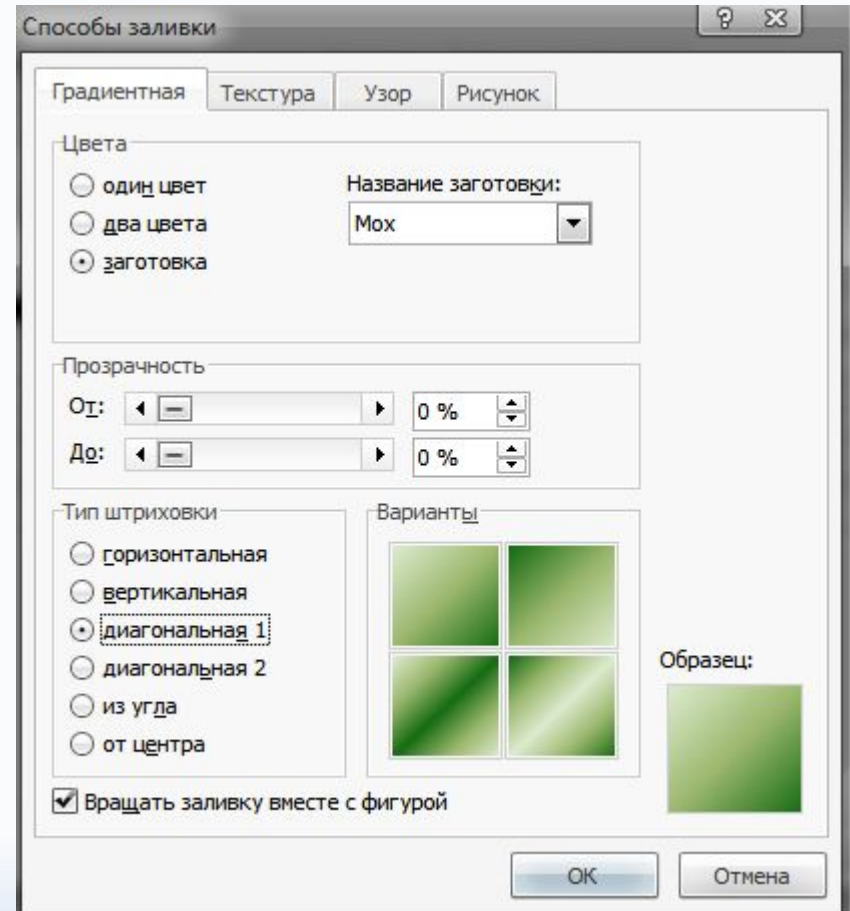 Способы заливки
Градиентная Текстура Узор Рисунок
Цвета
один цвет
два цвета
заготовка
Название заготовки:
Мох
Прозрачность
От: 0 %
До: 0 %
Тип штриховки
горизонтальная
вертикальная
диагональная 1
диагональная 2
из угла
от центра
Варианты
Образец:
Вращать заливку вместе с фигурой
ОК Отмена